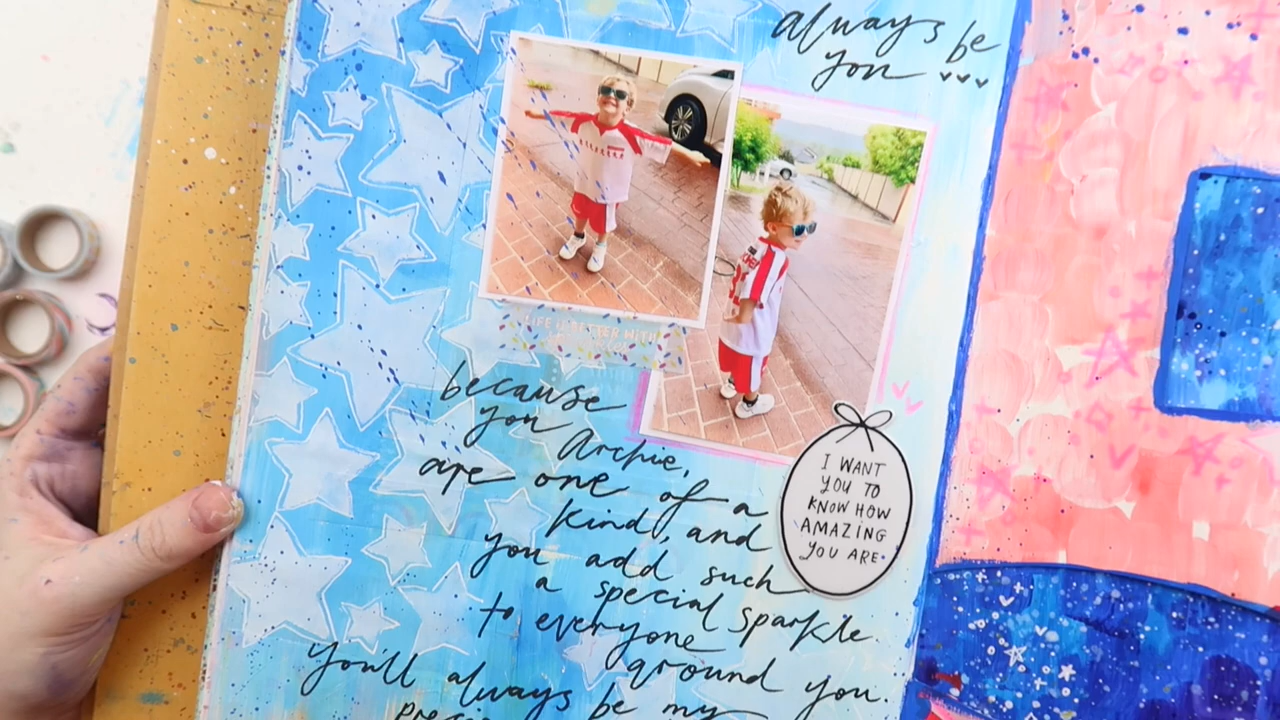 always be
you
LIFE IS BETTER WITH
because
you Archie,
are one of a
kind, and
you add such
a special sparkle
to everyone
around you.
You'll always be my
I WANT
YOU TO
KNOW HOW
AMAZING
YOU ARE.